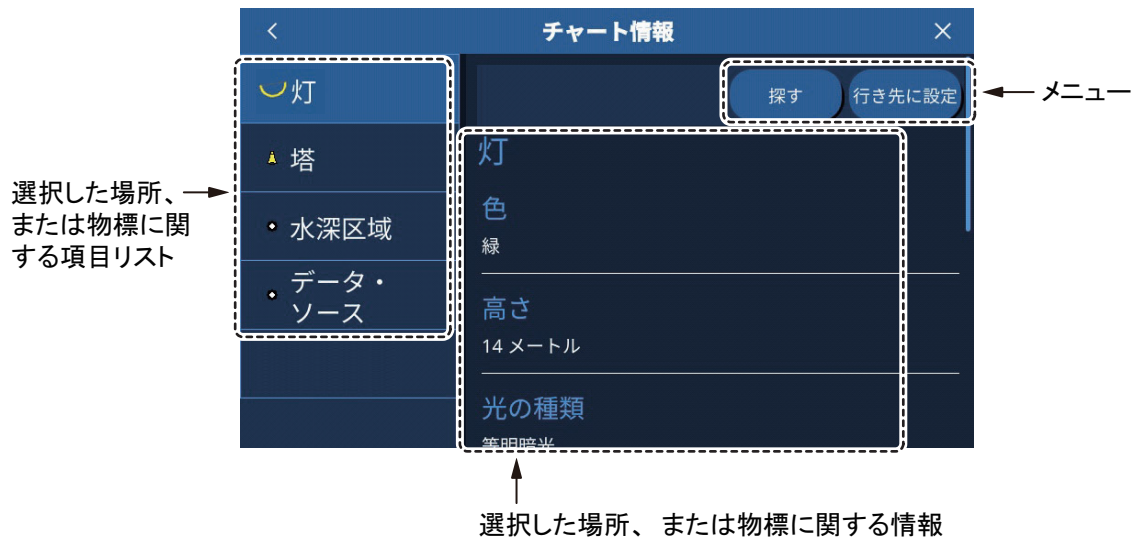 チャート情報
灯
塔
水深区域
データ・
ソース
探す
行き先に設定
メニュー
灯
色
緑
高さ
14 メートル
光の種類
等明暗光
選択した場所、
または物標に関
する項目リスト
選択した場所、または物標に関する情報